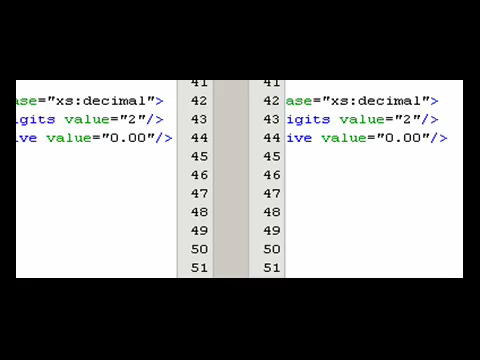 41 41
ase="xs:decimal"> 42 42 ase="xs:decimal">
igits value="2"/> 43 43 igits value="2"/>
ive value="0.00"/> 44 44 ive value="0.00"/>
45 45
46 46
47 47
48 48
49 49
50 50
51 51